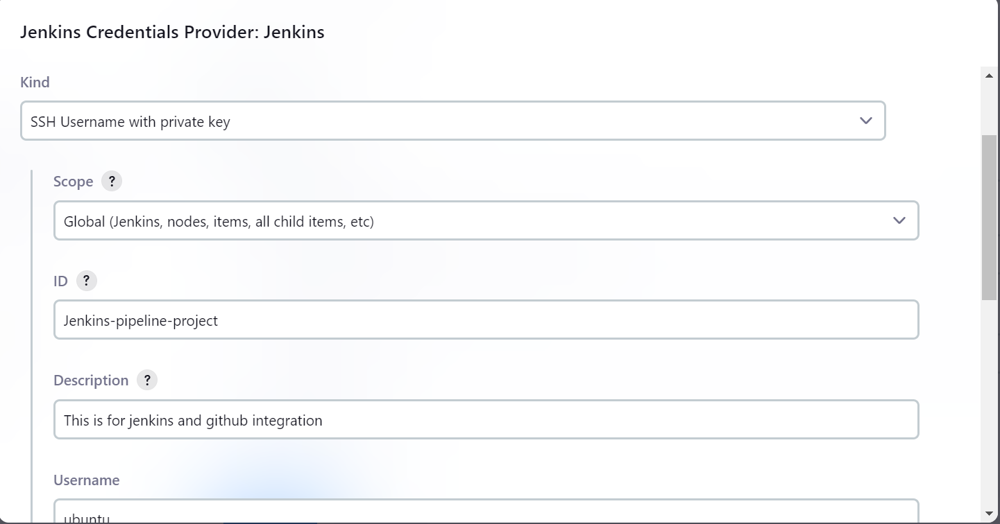 Jenkins Credentials Provider: Jenkins
Kind
SSH Username with private key
Scope ?
Global (Jenkins, nodes, items, all child items, etc)
ID ?
Jenkins-pipeline-project
Description ?
This is for jenkins and github integration
Username
ubuntu